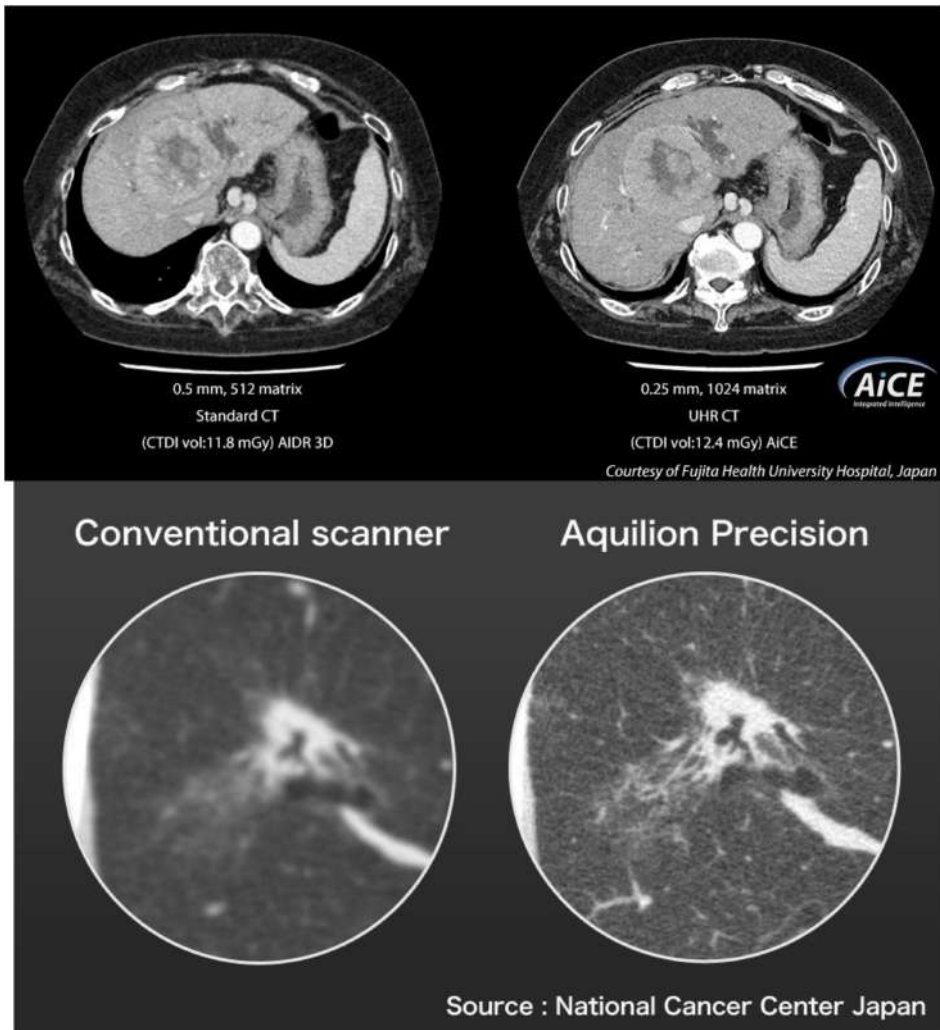 0.5 mm, 512 matrix
Standard CT
(CTDI vol:11.8 mGy) AIDR 3D
0.25 mm, 1024 matrix
UHR CT
(CTDI vol:12.4 mGy) AiCE
AiCE
Integrated Intelligence
Courtesy of Fujita Health University Hospital, Japan
Conventional scanner
Aquilion Precision
Source : National Cancer Center Japan